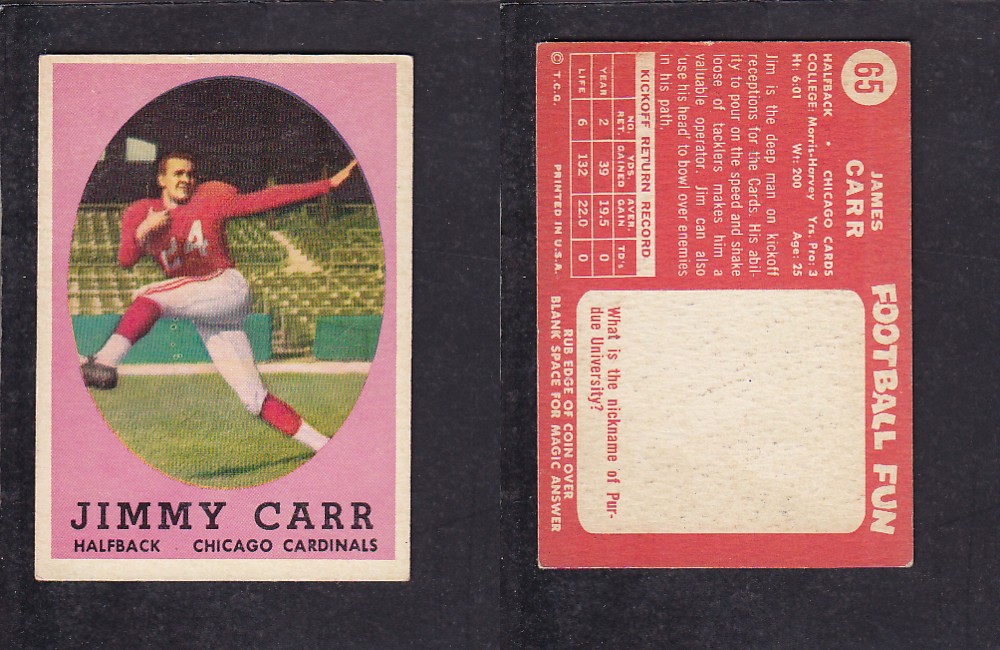 24
JIMMY CARR
HALFBACK CHICAGO CARDINALS
65
JAMES
CARR
HALFBACK • CHICAGO CARDS
COLLEGE: Morris-Harvey Yrs. Pro: 3
Ht: 6:01 Wt: 200 Age: 25
Jim is the deep man on kickoff
receptions for the Cards. His abil-
ity to pour on the speed and shake
loose of tacklers makes him a
valuable operator. Jim can also
'use his head' to bowl over enemies
in his path.
KICKOFF RETURN RECORD
YEAR NO. RET. YDS. GAINED AVER. GAIN TD's
YEAR 2 39 19.5 0
LIFE 6 132 22.0 0
© T.C.G. PRINTED IN U.S.A.
FOOTBALL FUN
What is the nickname of Pur-
due University?
RUB EDGE OF COIN OVER
BLANK SPACE FOR MAGIC ANSWER